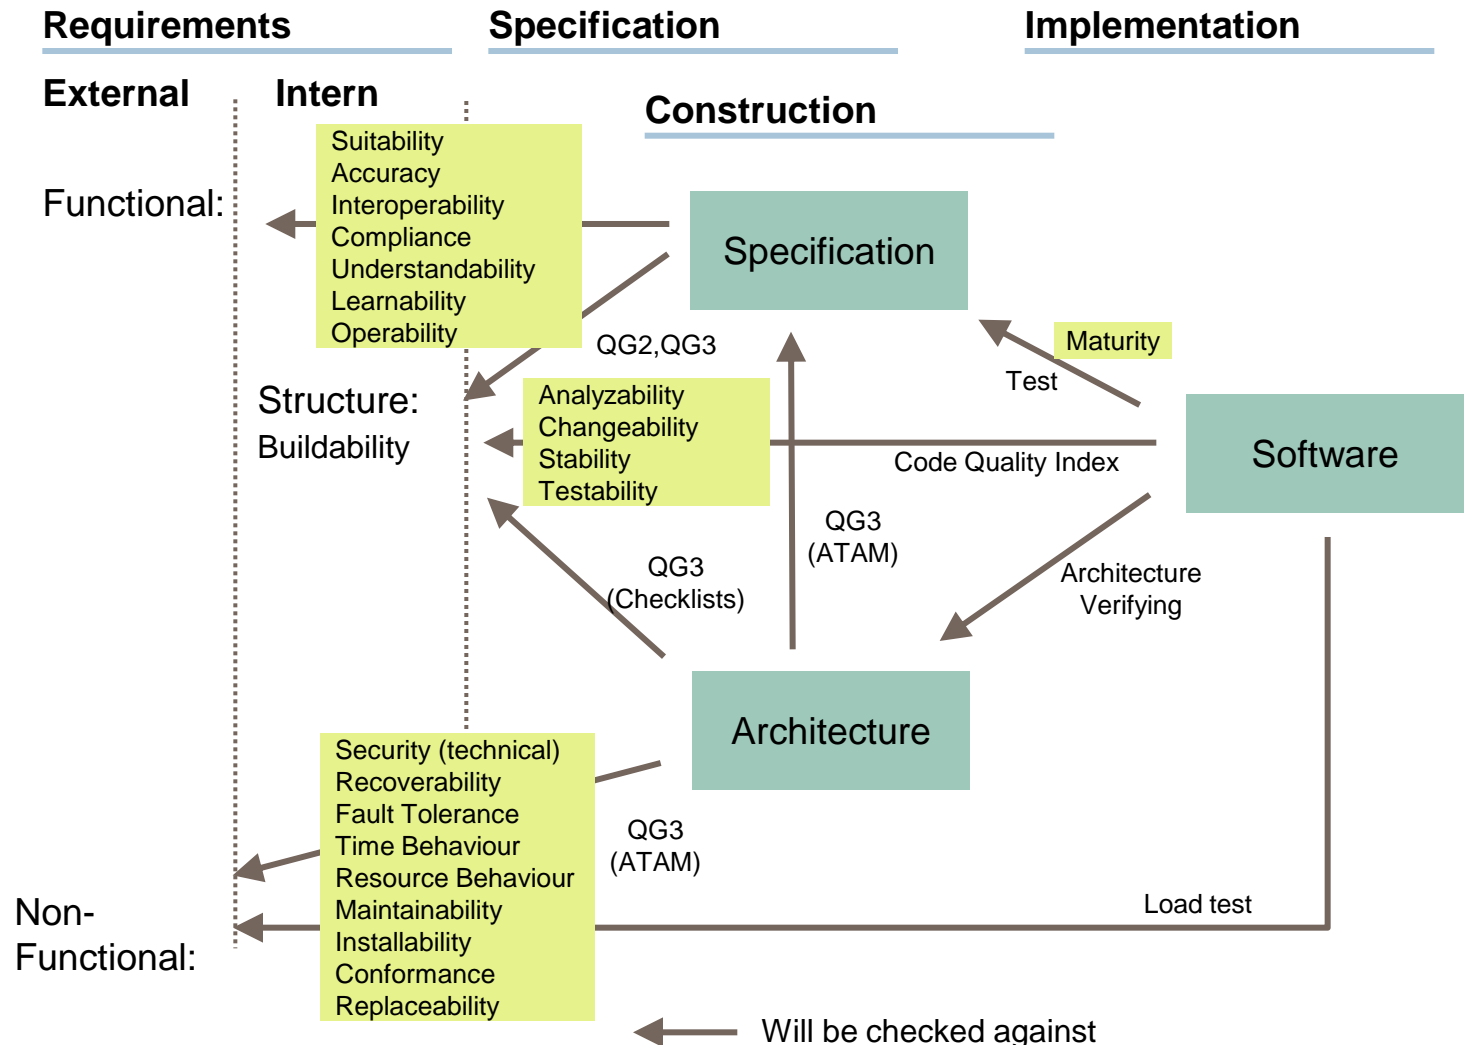 Requirements
Specification
Implementation
External
Intern
Construction
Functional:
Suitability
Accuracy
Interoperability
Compliance
Understandability
Learnability
Operability
Specification
QG2,QG3
Maturity
Test
Structure:
Buildability
Analyzability
Changeability
Stability
Testability
Code Quality Index
Software
QG3
(ATAM)
QG3
(Checklists)
Architecture
Verifying
Architecture
Security (technical)
Recoverability
Fault Tolerance
Time Behaviour
Resource Behaviour
Maintainability
Installability
Conformance
Replaceability
QG3
(ATAM)
Load test
Non-
Functional:
Will be checked against